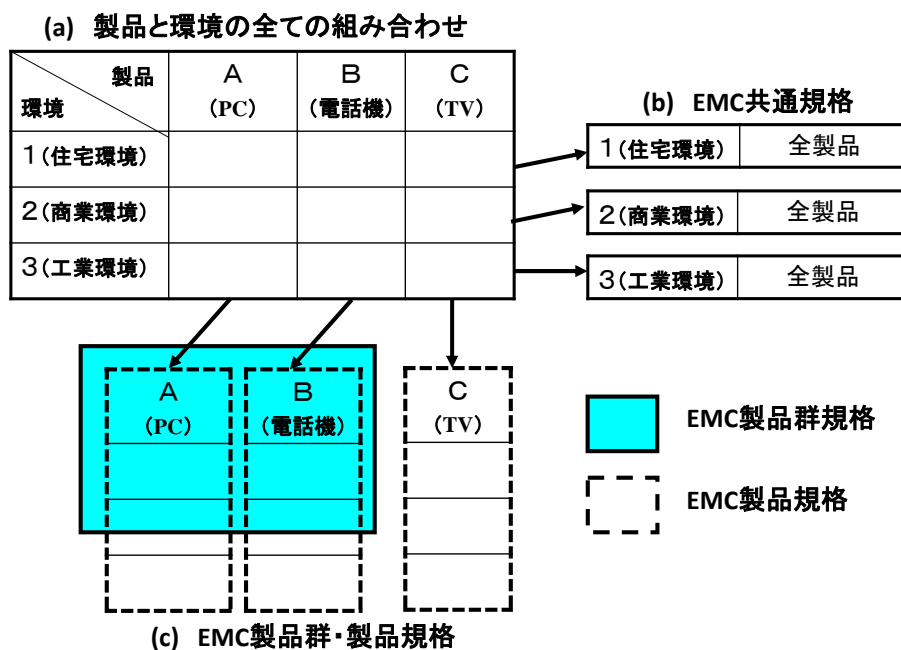 (a) 製品と環境の全ての組み合わせ
製品
環境
A
(PC)
B
(電話機)
C
(TV)
1(住宅環境)
2(商業環境)
3(工業環境)
(b) EMC共通規格
1(住宅環境) 全製品
2(商業環境) 全製品
3(工業環境) 全製品
A
(PC)
B
(電話機)
C
(TV)
EMC製品群規格
EMC製品規格
(c) EMC製品群・製品規格